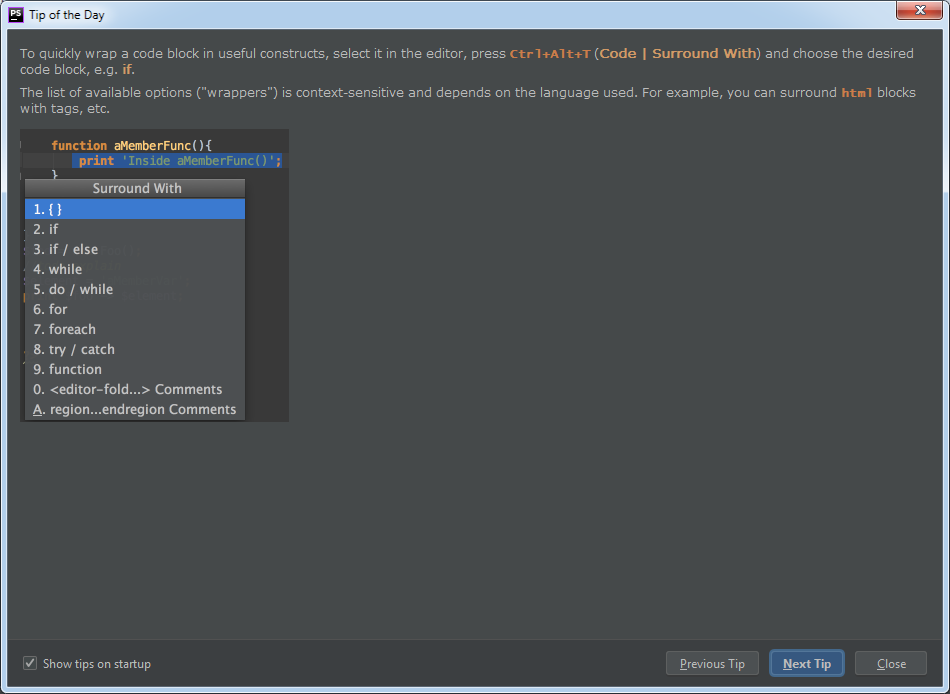 PS
Tip of the Day
To quickly wrap a code block in useful constructs, select it in the editor, press Ctrl+Alt+T (Code | Surround With) and choose the desired
code block, e.g. if.
The list of available options ("wrappers") is context-sensitive and depends on the language used. For example, you can surround html blocks
with tags, etc.
function aMemberFunc(){
print 'Inside aMemberFunc()';
}
Surround With
1. { }
2. if
3. if / else
4. while
5. do / while
6. for
7. foreach
8. try / catch
9. function
0. <editor-fold...> Comments
A. region...endregion Comments
Show tips on startup
Previous Tip
Next Tip
Close